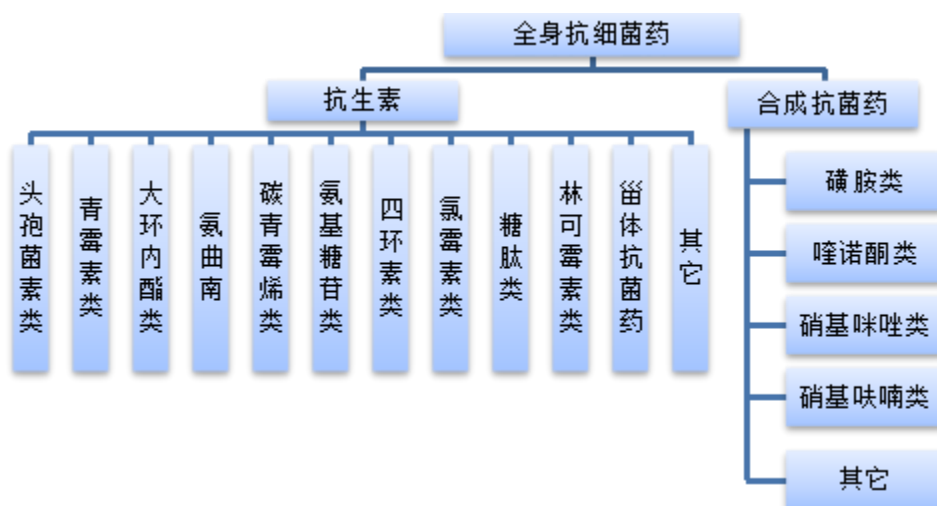 全身抗细菌药
抗生素
合成抗菌药
头孢菌素类
青霉素类
大环内酯类
氨曲南
碳青霉烯类
氨基糖苷类
四环素类
氯霉素类
糖肽类
林可霉素类
甾体抗菌药
其它
磺胺类
喹诺酮类
硝基咪唑类
硝基呋喃类
其它